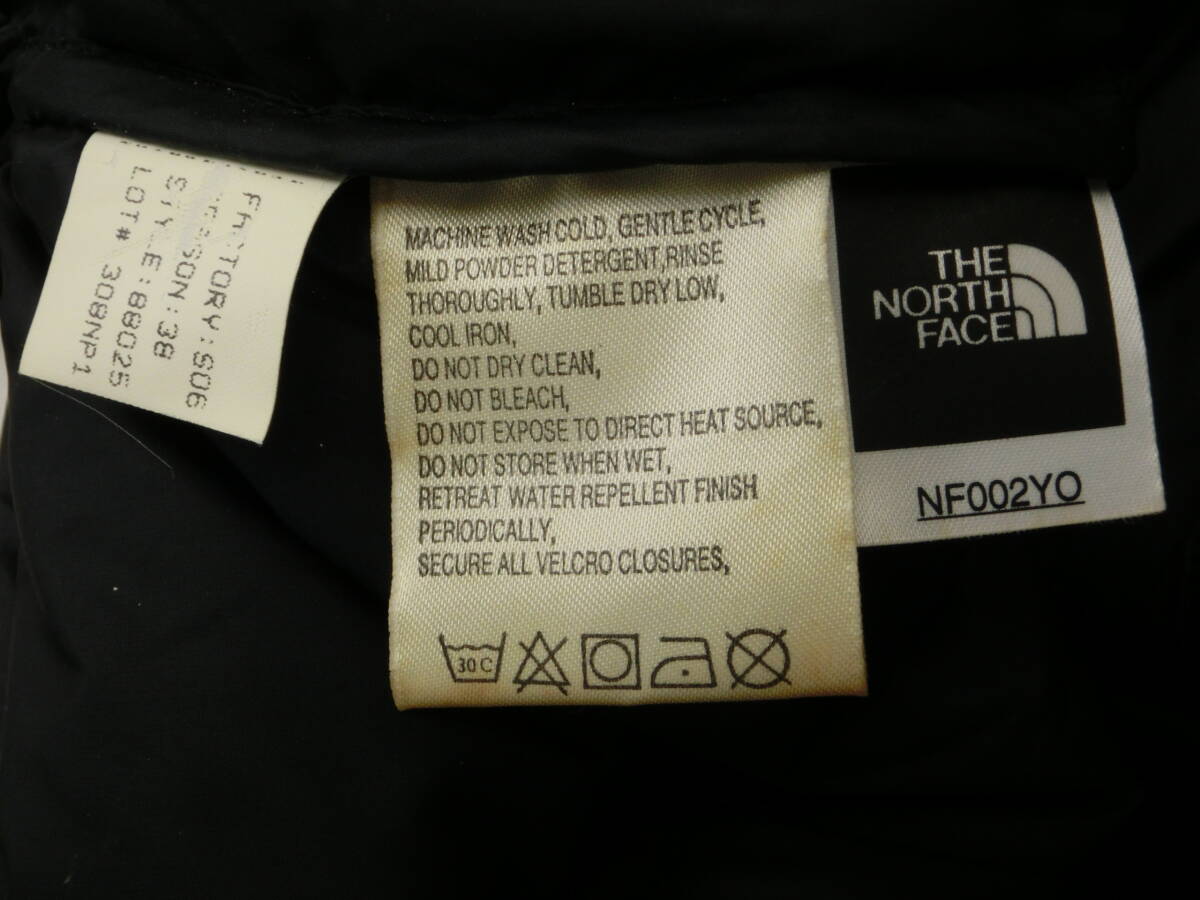 FACTORY:S06
SEASON:38
STYLE:88025
LOT# 308NP1
MACHINE WASH COLD, GENTLE CYCLE,
MILD POWDER DETERGENT,RINSE
THOROUGHLY, TUMBLE DRY LOW,
COOL IRON,
DO NOT DRY CLEAN,
DO NOT BLEACH,
DO NOT EXPOSE TO DIRECT HEAT SOURCE,
DO NOT STORE WHEN WET,
RETREAT WATER REPELLENT FINISH
PERIODICALLY,
SECURE ALL VELCRO CLOSURES,
30 C
THE
NORTH
FACE
NF002YO